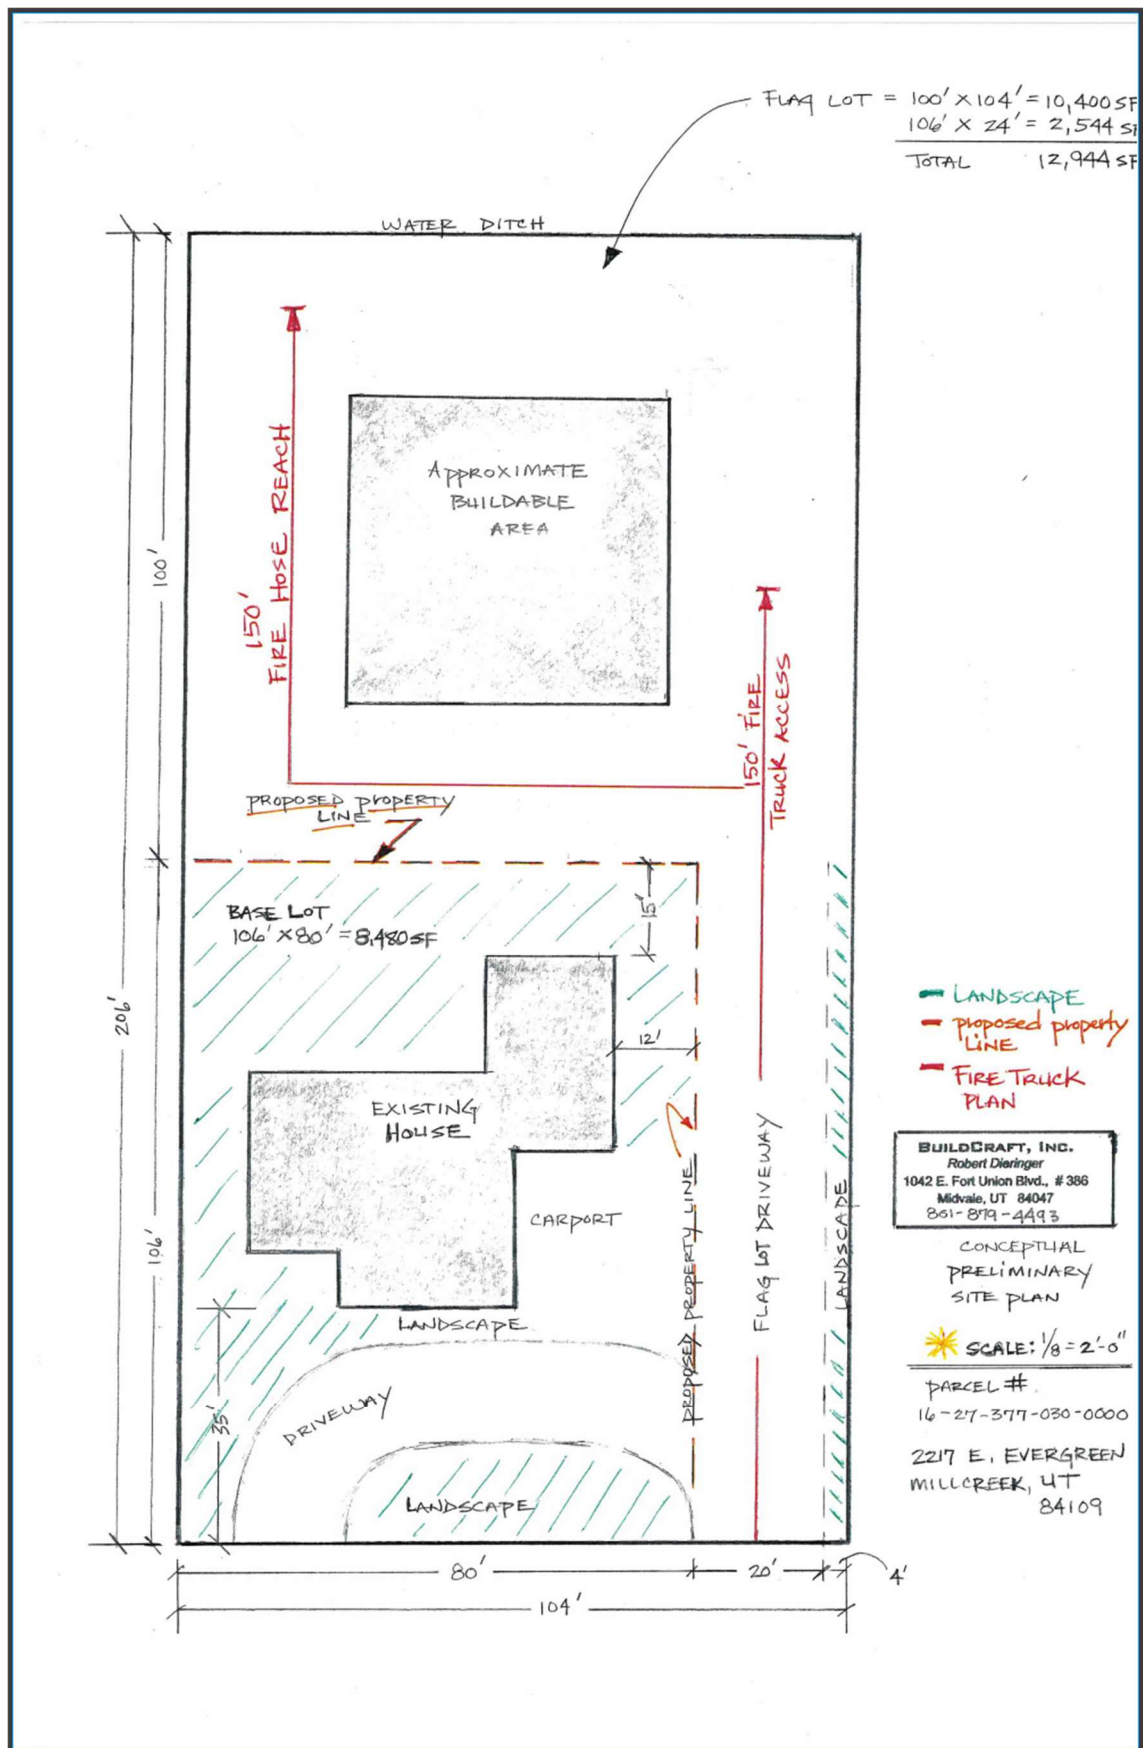 FLAG LOT = 100' X 104' = 10,400 SF
106' X 24' = 2,544 SF
TOTAL 12,944 SF
WATER DITCH
APPROXIMATE
BUILDABLE
AREA
150'
FIRE HOSE REACH
100'
150' FIRE
TRUCK ACCESS
PROPOSED PROPERTY
LINE
BASE LOT
106' X 80' = 8,480 SF
15'
206'
12'
EXISTING
HOUSE
CARPORT
106'
PROPOSED PROPERTY LINE
FLAG LOT DRIVEWAY
LANDSCAPE
LANDSCAPE
DRIVEWAY
35'
LANDSCAPE
80'
20'
4'
104'
LANDSCAPE
proposed property
LINE
FIRE TRUCK
PLAN
BUILDCRAFT, INC.
Robert Dieringer
1042 E. Fort Union Blvd., # 386
Midvale, UT 84047
801-879-4493
CONCEPTUAL
PRELIMINARY
SITE PLAN
SCALE: 1/8 = 2'-0"
PARCEL #
16-27-377-030-0000
2217 E. EVERGREEN
MILLCREEK, UT
84109